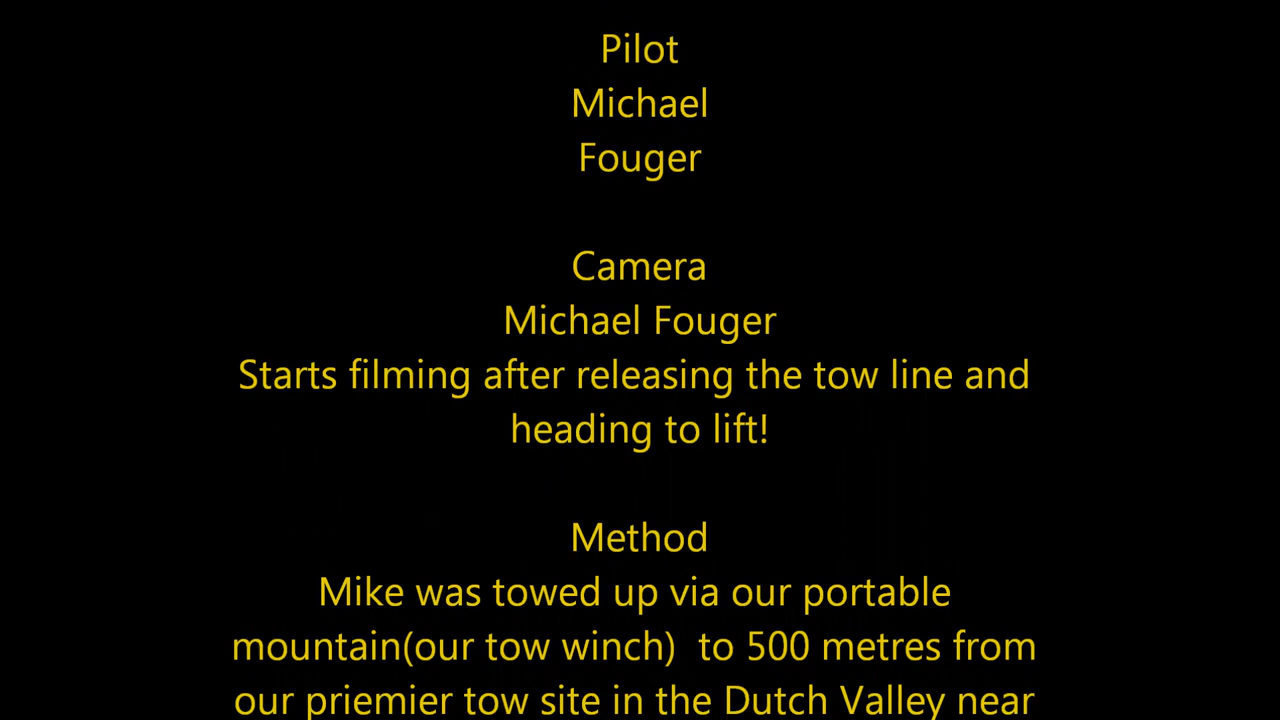 Pilot
Michael
Fouger
Camera
Michael Fouger
Starts filming after releasing the tow line and
heading to lift!
Method
Mike was towed up via our portable
mountain(our tow winch)  to 500 metres from
our priemier tow site in the Dutch Valley near